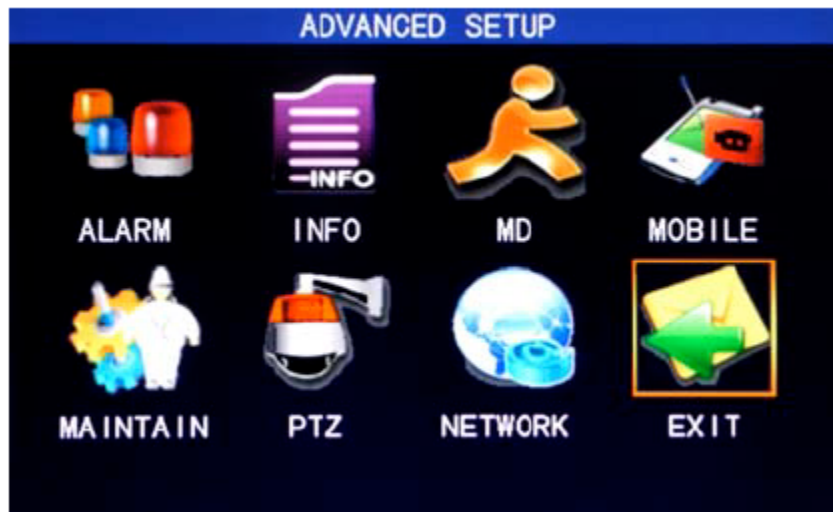 ADVANCED SETUP
INFO
ALARM INFO MD MOBILE
MAINTAIN PTZ NETWORK EXIT